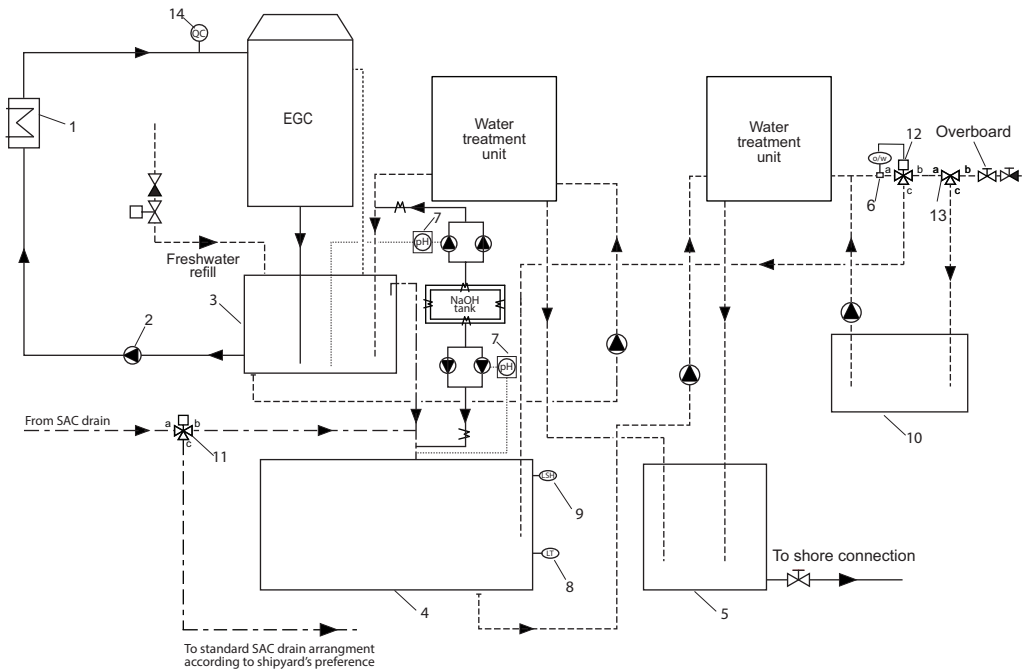 14
QC
EGC
1
Water
treatment
unit
Water
treatment
unit
12
Overboard
o/w
a
b
c
6
a
b
c
13
7
pH
Freshwater
refill
3
NaOH
tank
2
7
pH
From SAC drain
a
b
c
11
10
LSH
9
LT
8
To shore connection
4
5
To standard SAC drain arrangment
according to shipyard's preference